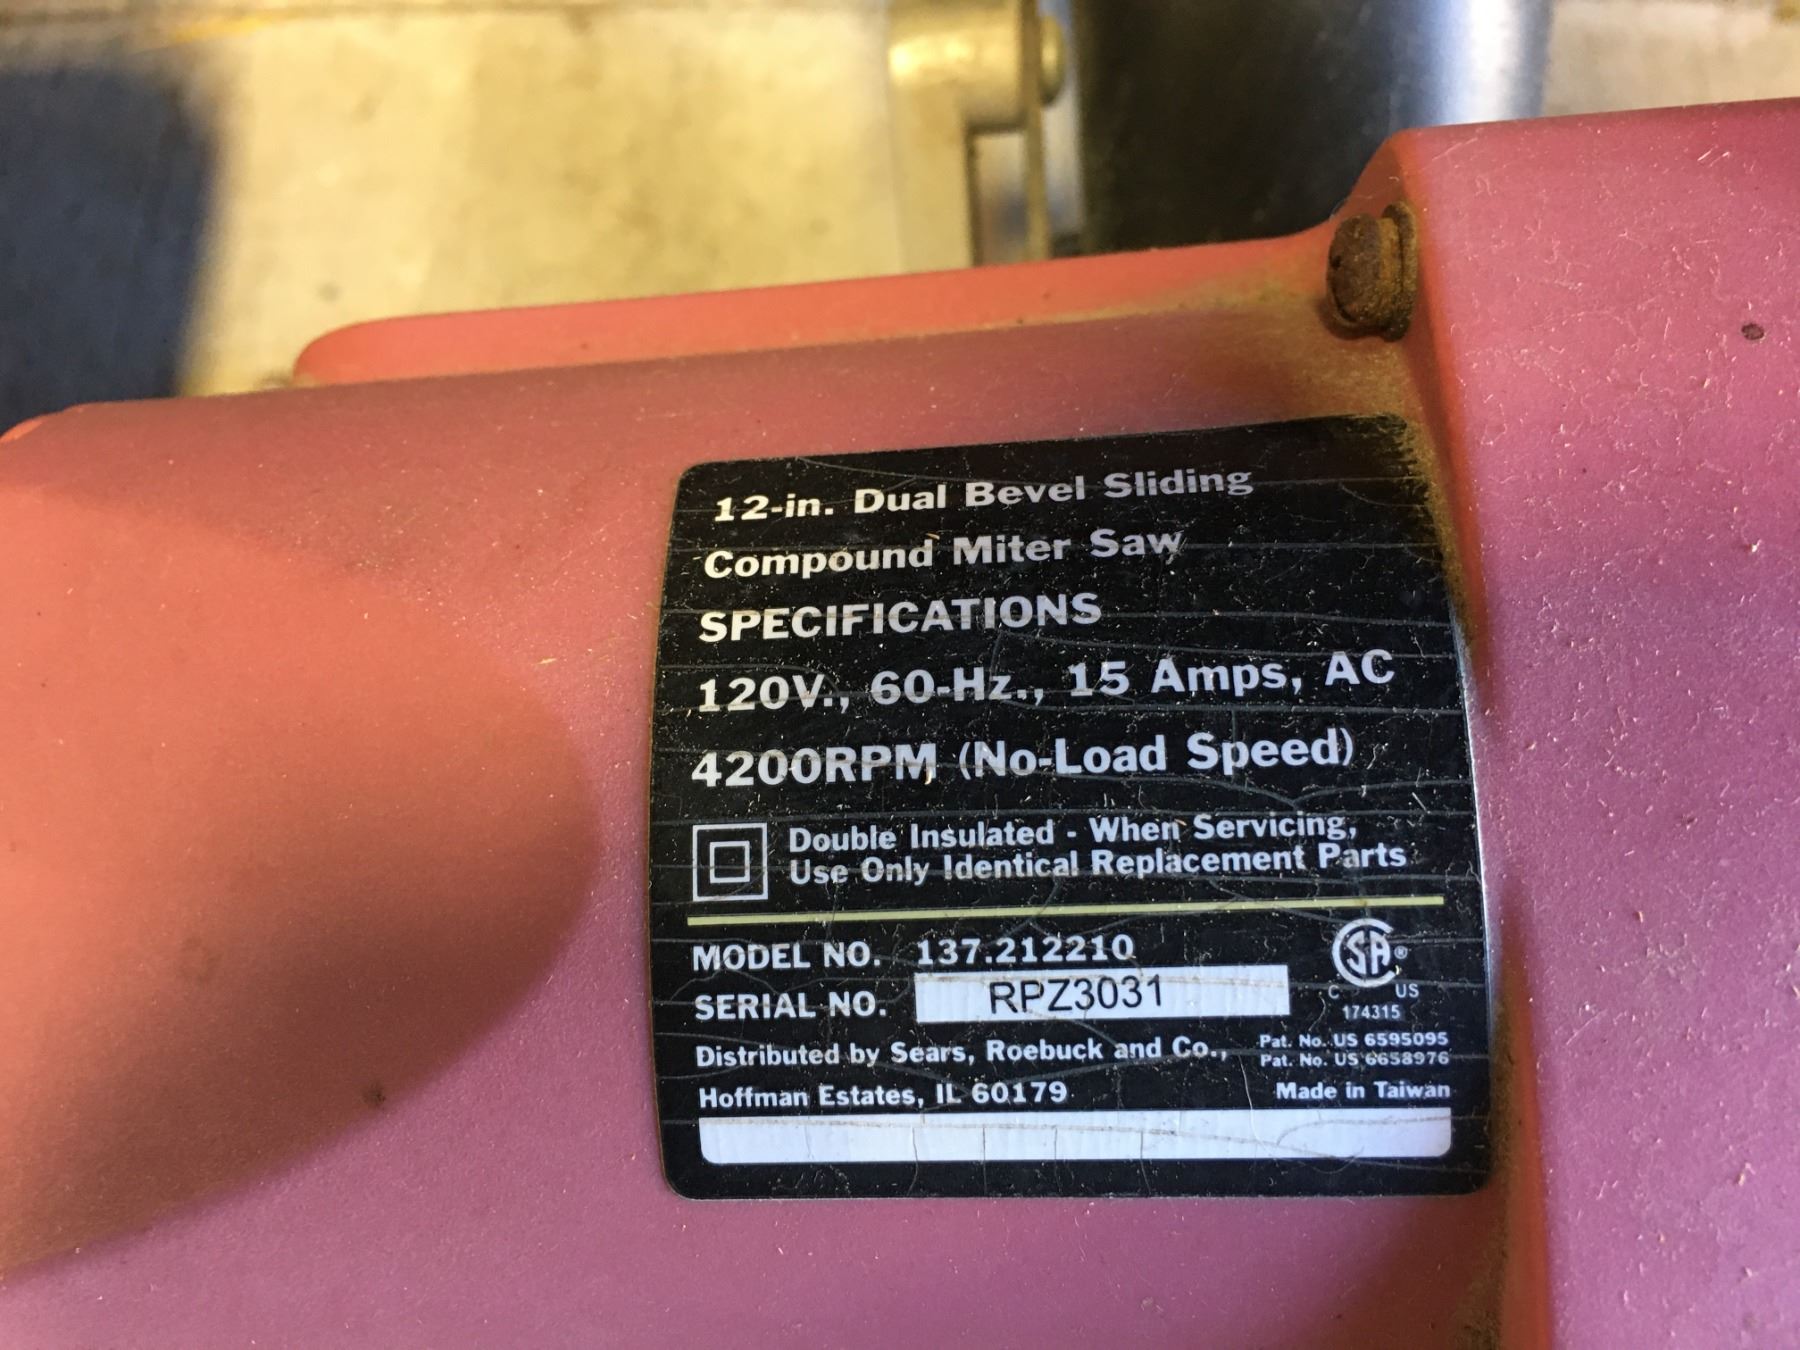 12-in. Dual Bevel Sliding
Compound Miter Saw
SPECIFICATIONS
120V., 60-Hz., 15 Amps, AC
4200RPM (No-Load Speed)
Double Insulated - When Servicing,
Use Only Identical Replacement Parts
MODEL NO. 137.212210
SERIAL NO. RPZ3031
CSA®
C US
174315
Distributed by Sears, Roebuck and Co.,
Hoffman Estates, IL 60179
Pat. No. US 6595095
Pat. No. US 6658976
Made in Taiwan